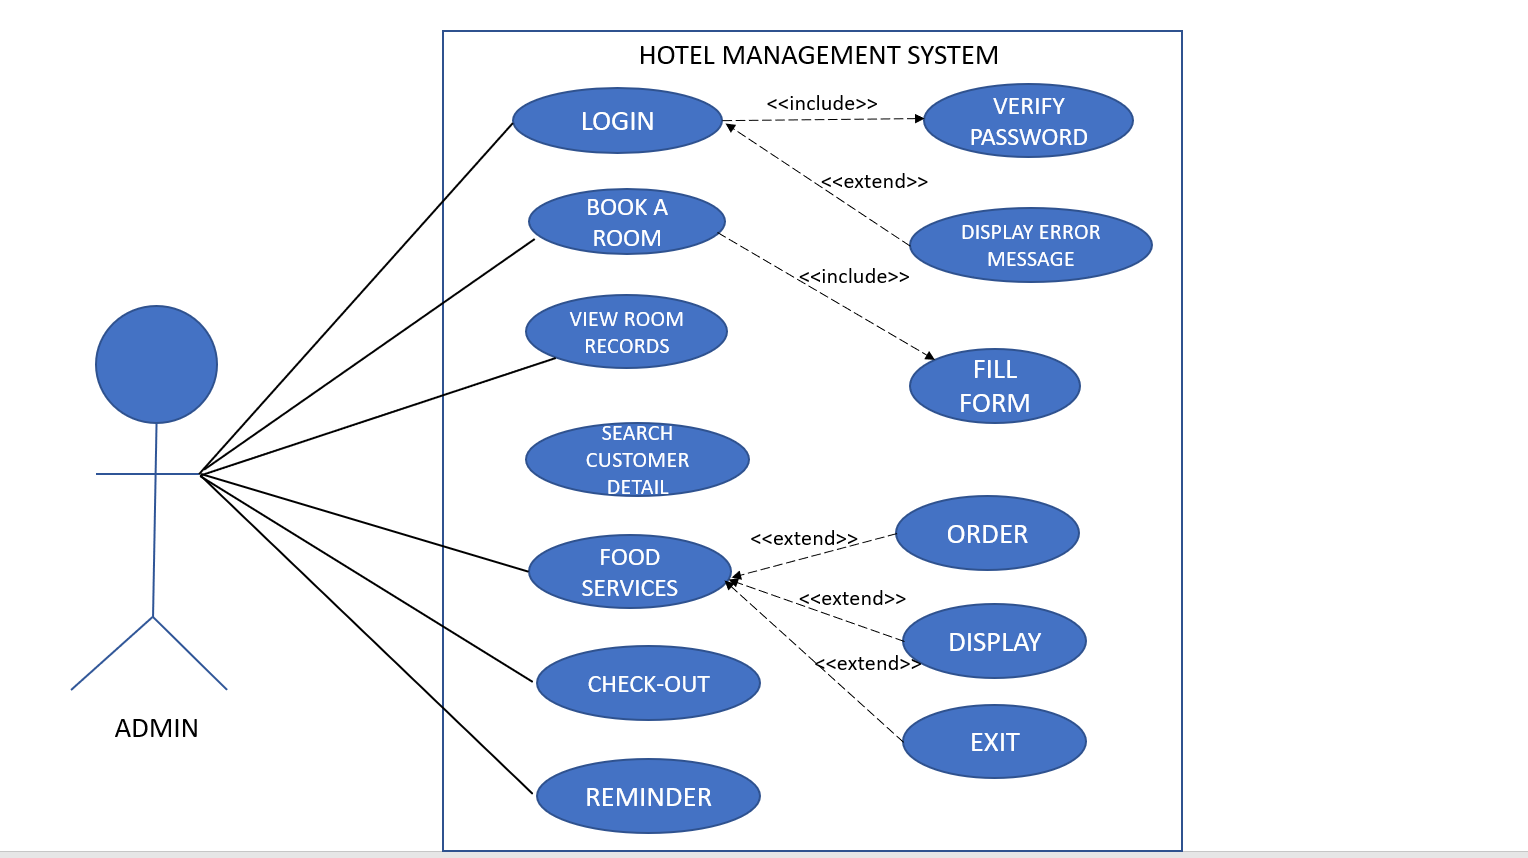 HOTEL MANAGEMENT SYSTEM
LOGIN
<<include>>
VERIFY
PASSWORD
<<extend>>
DISPLAY ERROR
MESSAGE
BOOK A
ROOM
<<include>>
FILL
FORM
VIEW ROOM
RECORDS
SEARCH
CUSTOMER
DETAIL
FOOD
SERVICES
<<extend>>
ORDER
<<extend>>
DISPLAY
<<extend>>
EXIT
CHECK-OUT
REMINDER
ADMIN